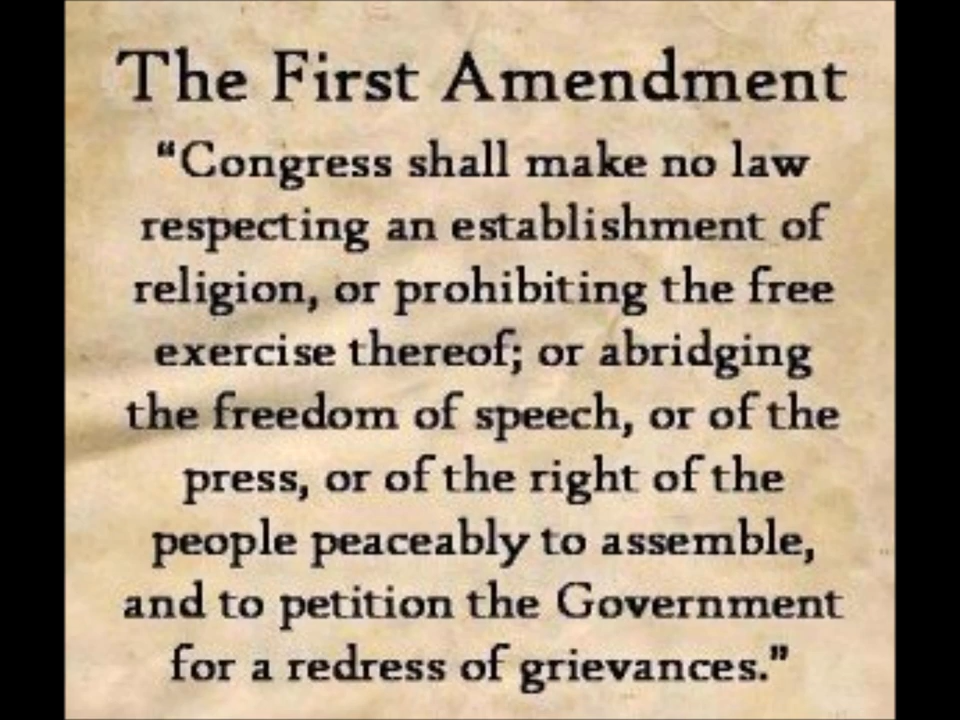 The First Amendment
“Congress shall make no law
respecting an establishment of
religion, or prohibiting the free
exercise thereof; or abridging
the freedom of speech, or of the
press, or of the right of the
people peaceably to assemble,
and to petition the Government
for a redress of grievances.”